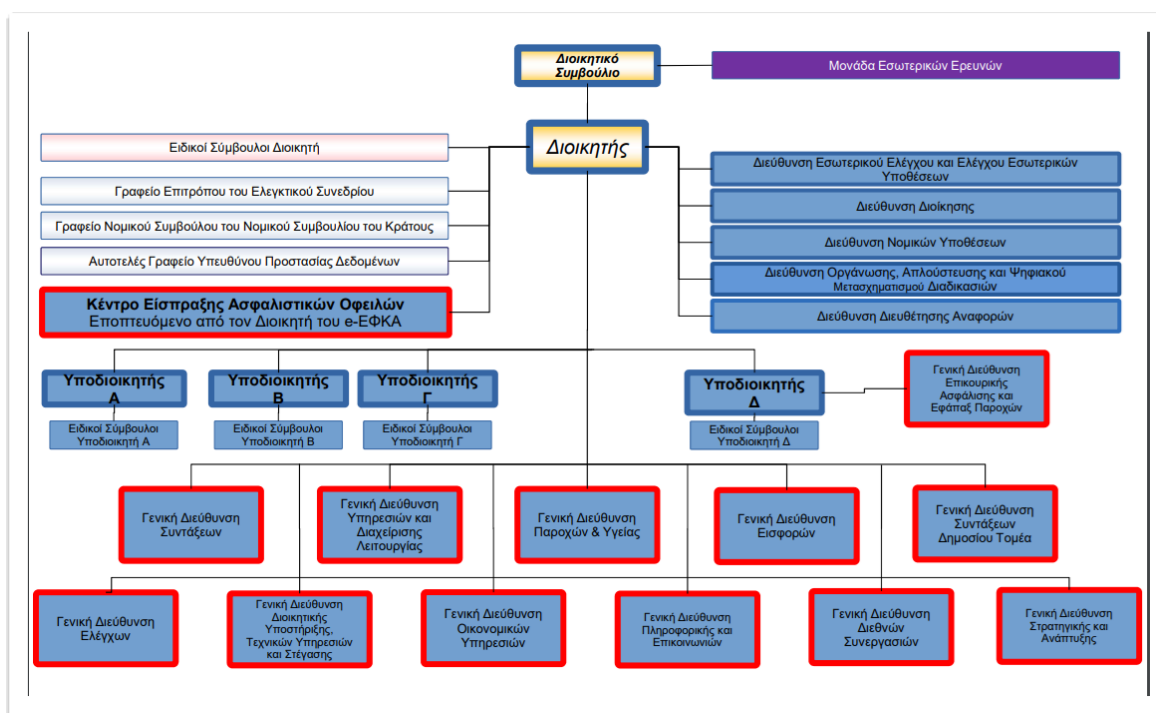 Διοικητικό
Συμβούλιο
Μονάδα Εσωτερικών Ερευνών
Διοικητής
Ειδικοί Σύμβουλοι Διοικητή
Γραφείο Επιτρόπου του Ελεγκτικού Συνεδρίου
Γραφείο Νομικού Συμβούλου του Νομικού Συμβουλίου του Κράτους
Αυτοτελές Γραφείο Υπευθύνου Προστασίας Δεδομένων
Κέντρο Είσπραξης Ασφαλιστικών Οφειλών
Εποπτευόμενο από τον Διοικητή του e-ΕΦΚΑ
Διεύθυνση Εσωτερικού Ελέγχου και Ελέγχου Εσωτερικών
Υποθέσεων
Διεύθυνση Διοίκησης
Διεύθυνση Νομικών Υποθέσεων
Διεύθυνση Οργάνωσης, Απλούστευσης και Ψηφιακού
Μετασχηματισμού Διαδικασιών
Διεύθυνση Διευθέτησης Αναφορών
Υποδιοικητής
Α
Ειδικοί Σύμβουλοι
Υποδιοικητή Α
Υποδιοικητής
Β
Ειδικοί Σύμβουλοι
Υποδιοικητή Β
Υποδιοικητής
Γ
Ειδικοί Σύμβουλοι
Υποδιοικητή Γ
Υποδιοικητής
Δ
Ειδικοί Σύμβουλοι
Υποδιοικητή Δ
Γενική Διεύθυνση
Επικουρικής
Ασφάλισης και
Εφάπαξ Παροχών
Γενική Διεύθυνση
Συντάξεων
Γενική Διεύθυνση
Υπηρεσιών και
Διαχείρισης
Λειτουργίας
Γενική Διεύθυνση
Παροχών & Υγείας
Γενική Διεύθυνση
Εισφορών
Γενική Διεύθυνση
Συντάξεων
Δημοσίου Τομέα
Γενική Διεύθυνση
Ελέγχων
Γενική Διεύθυνση
Διοικητικής
Υποστήριξης,
Τεχνικών Υπηρεσιών
και Στέγασης
Γενική Διεύθυνση
Οικονομικών
Υπηρεσιών
Γενική Διεύθυνση
Πληροφορικής και
Επικοινωνιών
Γενική Διεύθυνση
Διεθνών
Συνεργασιών
Γενική Διεύθυνση
Στρατηγικής και
Ανάπτυξης